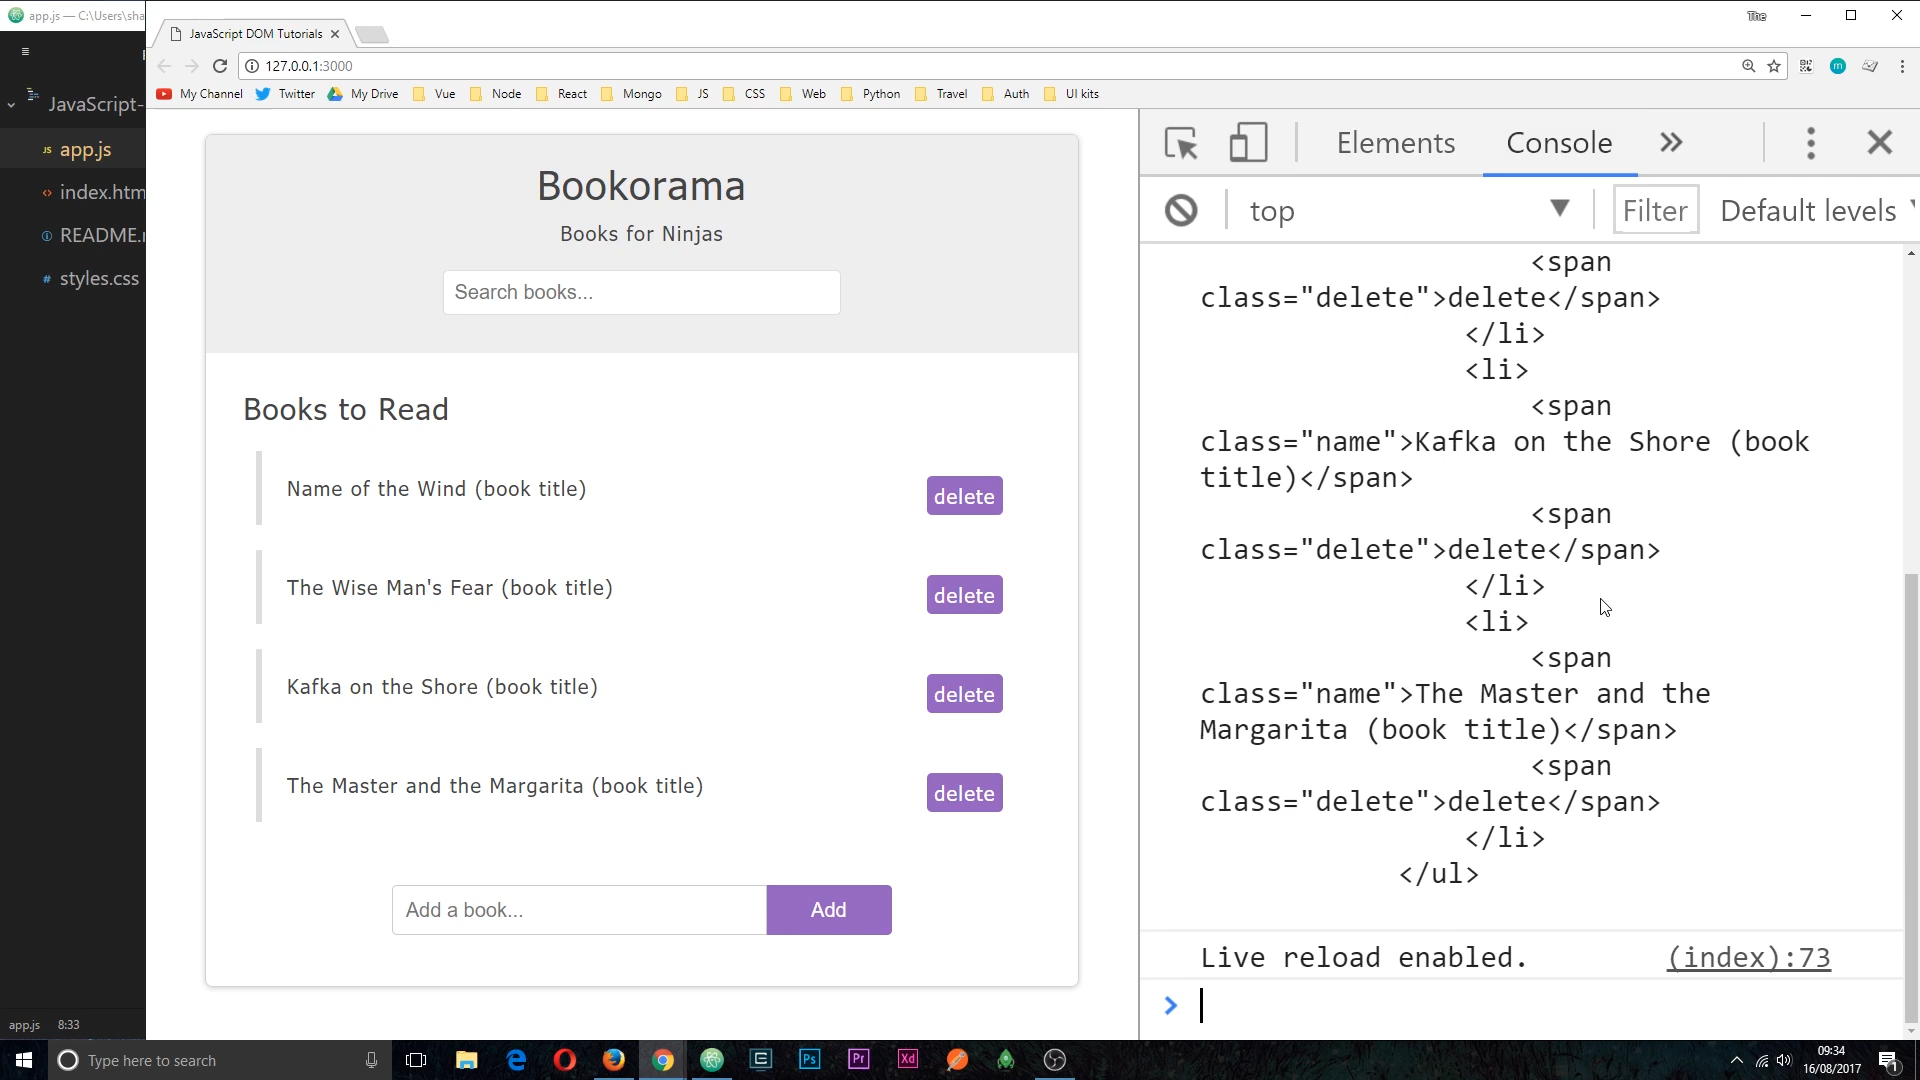 app.js — C:\Users\sha
JavaScript-
app.js
index.htm
README.
styles.css
app.js 8:33
The
JavaScript DOM Tutorials
127.0.0.1:3000
My Channel Twitter My Drive Vue Node React Mongo JS CSS Web Python Travel Auth UI kits
Bookorama
Books for Ninjas
Search books...
Books to Read
Name of the Wind (book title) delete
The Wise Man's Fear (book title) delete
Kafka on the Shore (book title) delete
The Master and the Margarita (book title) delete
Add a book... Add
Elements Console
top Filter Default levels
<span
class="delete">delete</span>
</li>
<li>
<span
class="name">Kafka on the Shore (book
title)</span>
<span
class="delete">delete</span>
</li>
<li>
<span
class="name">The Master and the
Margarita (book title)</span>
<span
class="delete">delete</span>
</li>
</ul>
Live reload enabled. (index):73
Type here to search
Ps Pr Xd
09:34
16/08/2017
1